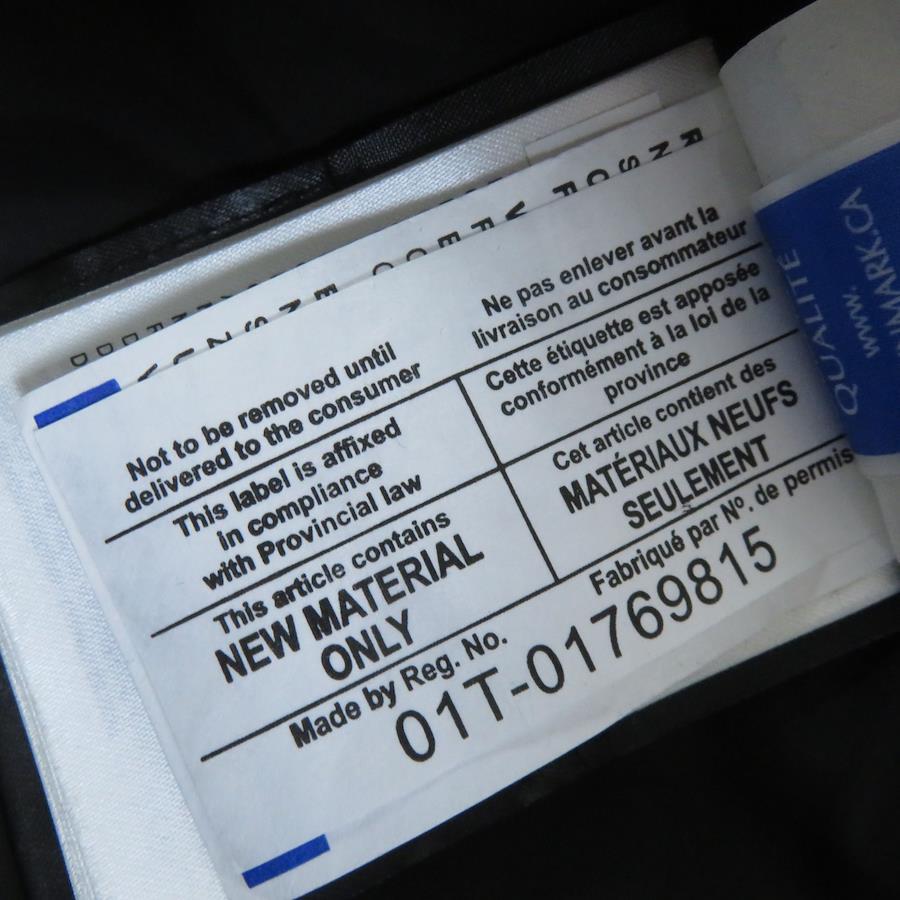 Not to be removed until
delivered to the consumer
Ne pas enlever avant la
livraison au consommateur
This label is affixed
in compliance
with Provincial law
Cette étiquette est apposée
conformément à la loi de la
province
This article contains
NEW MATERIAL
ONLY
Cet article contient des
MATÉRIAUX NEUFS
SEULEMENT
Made by Reg. No.
Fabriqué par Nº. de permis
01T-01769815
QUALITÉ
www.
MARK.CA